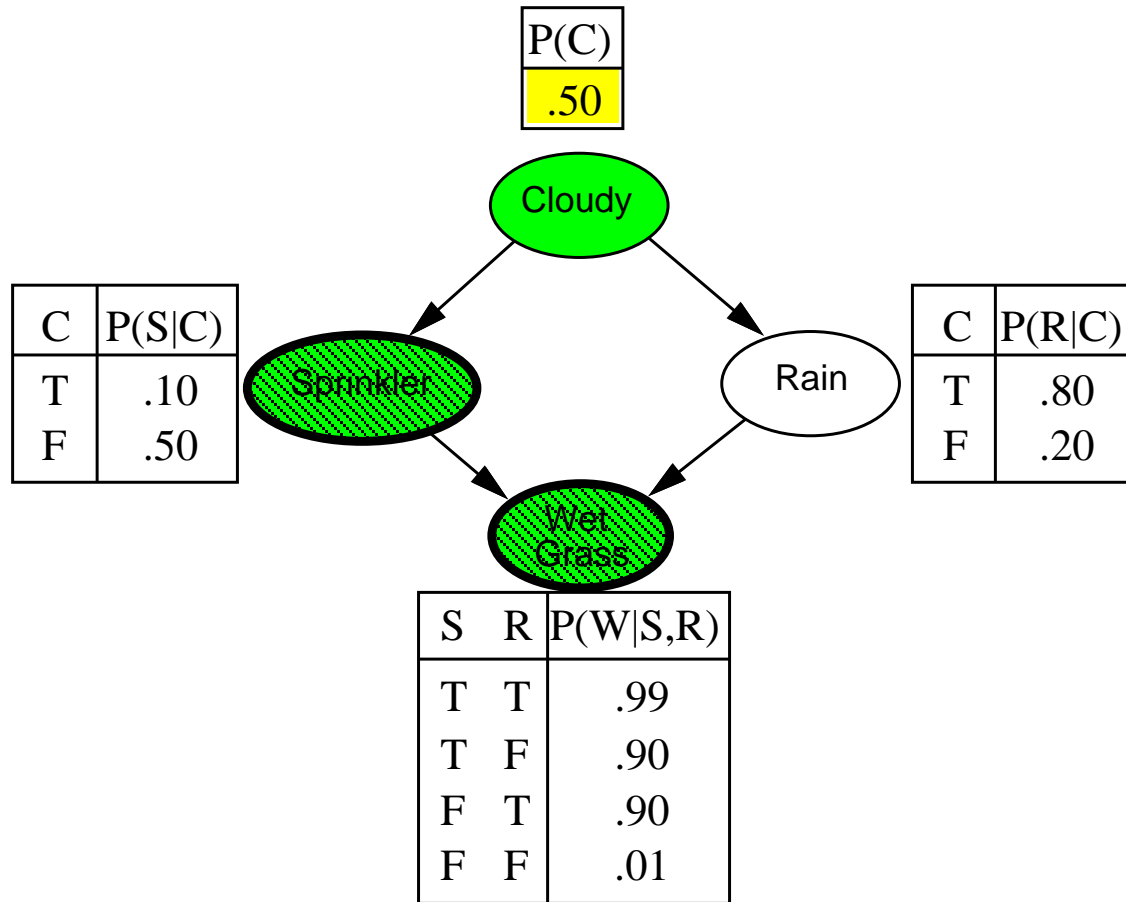 P(C)
.50
Cloudy
C P(S|C)
T .10
F .50
Sprinkler
Rain
C P(R|C)
T .80
F .20
Wet
Grass
S R P(W|S,R)
T T .99
T F .90
F T .90
F F .01